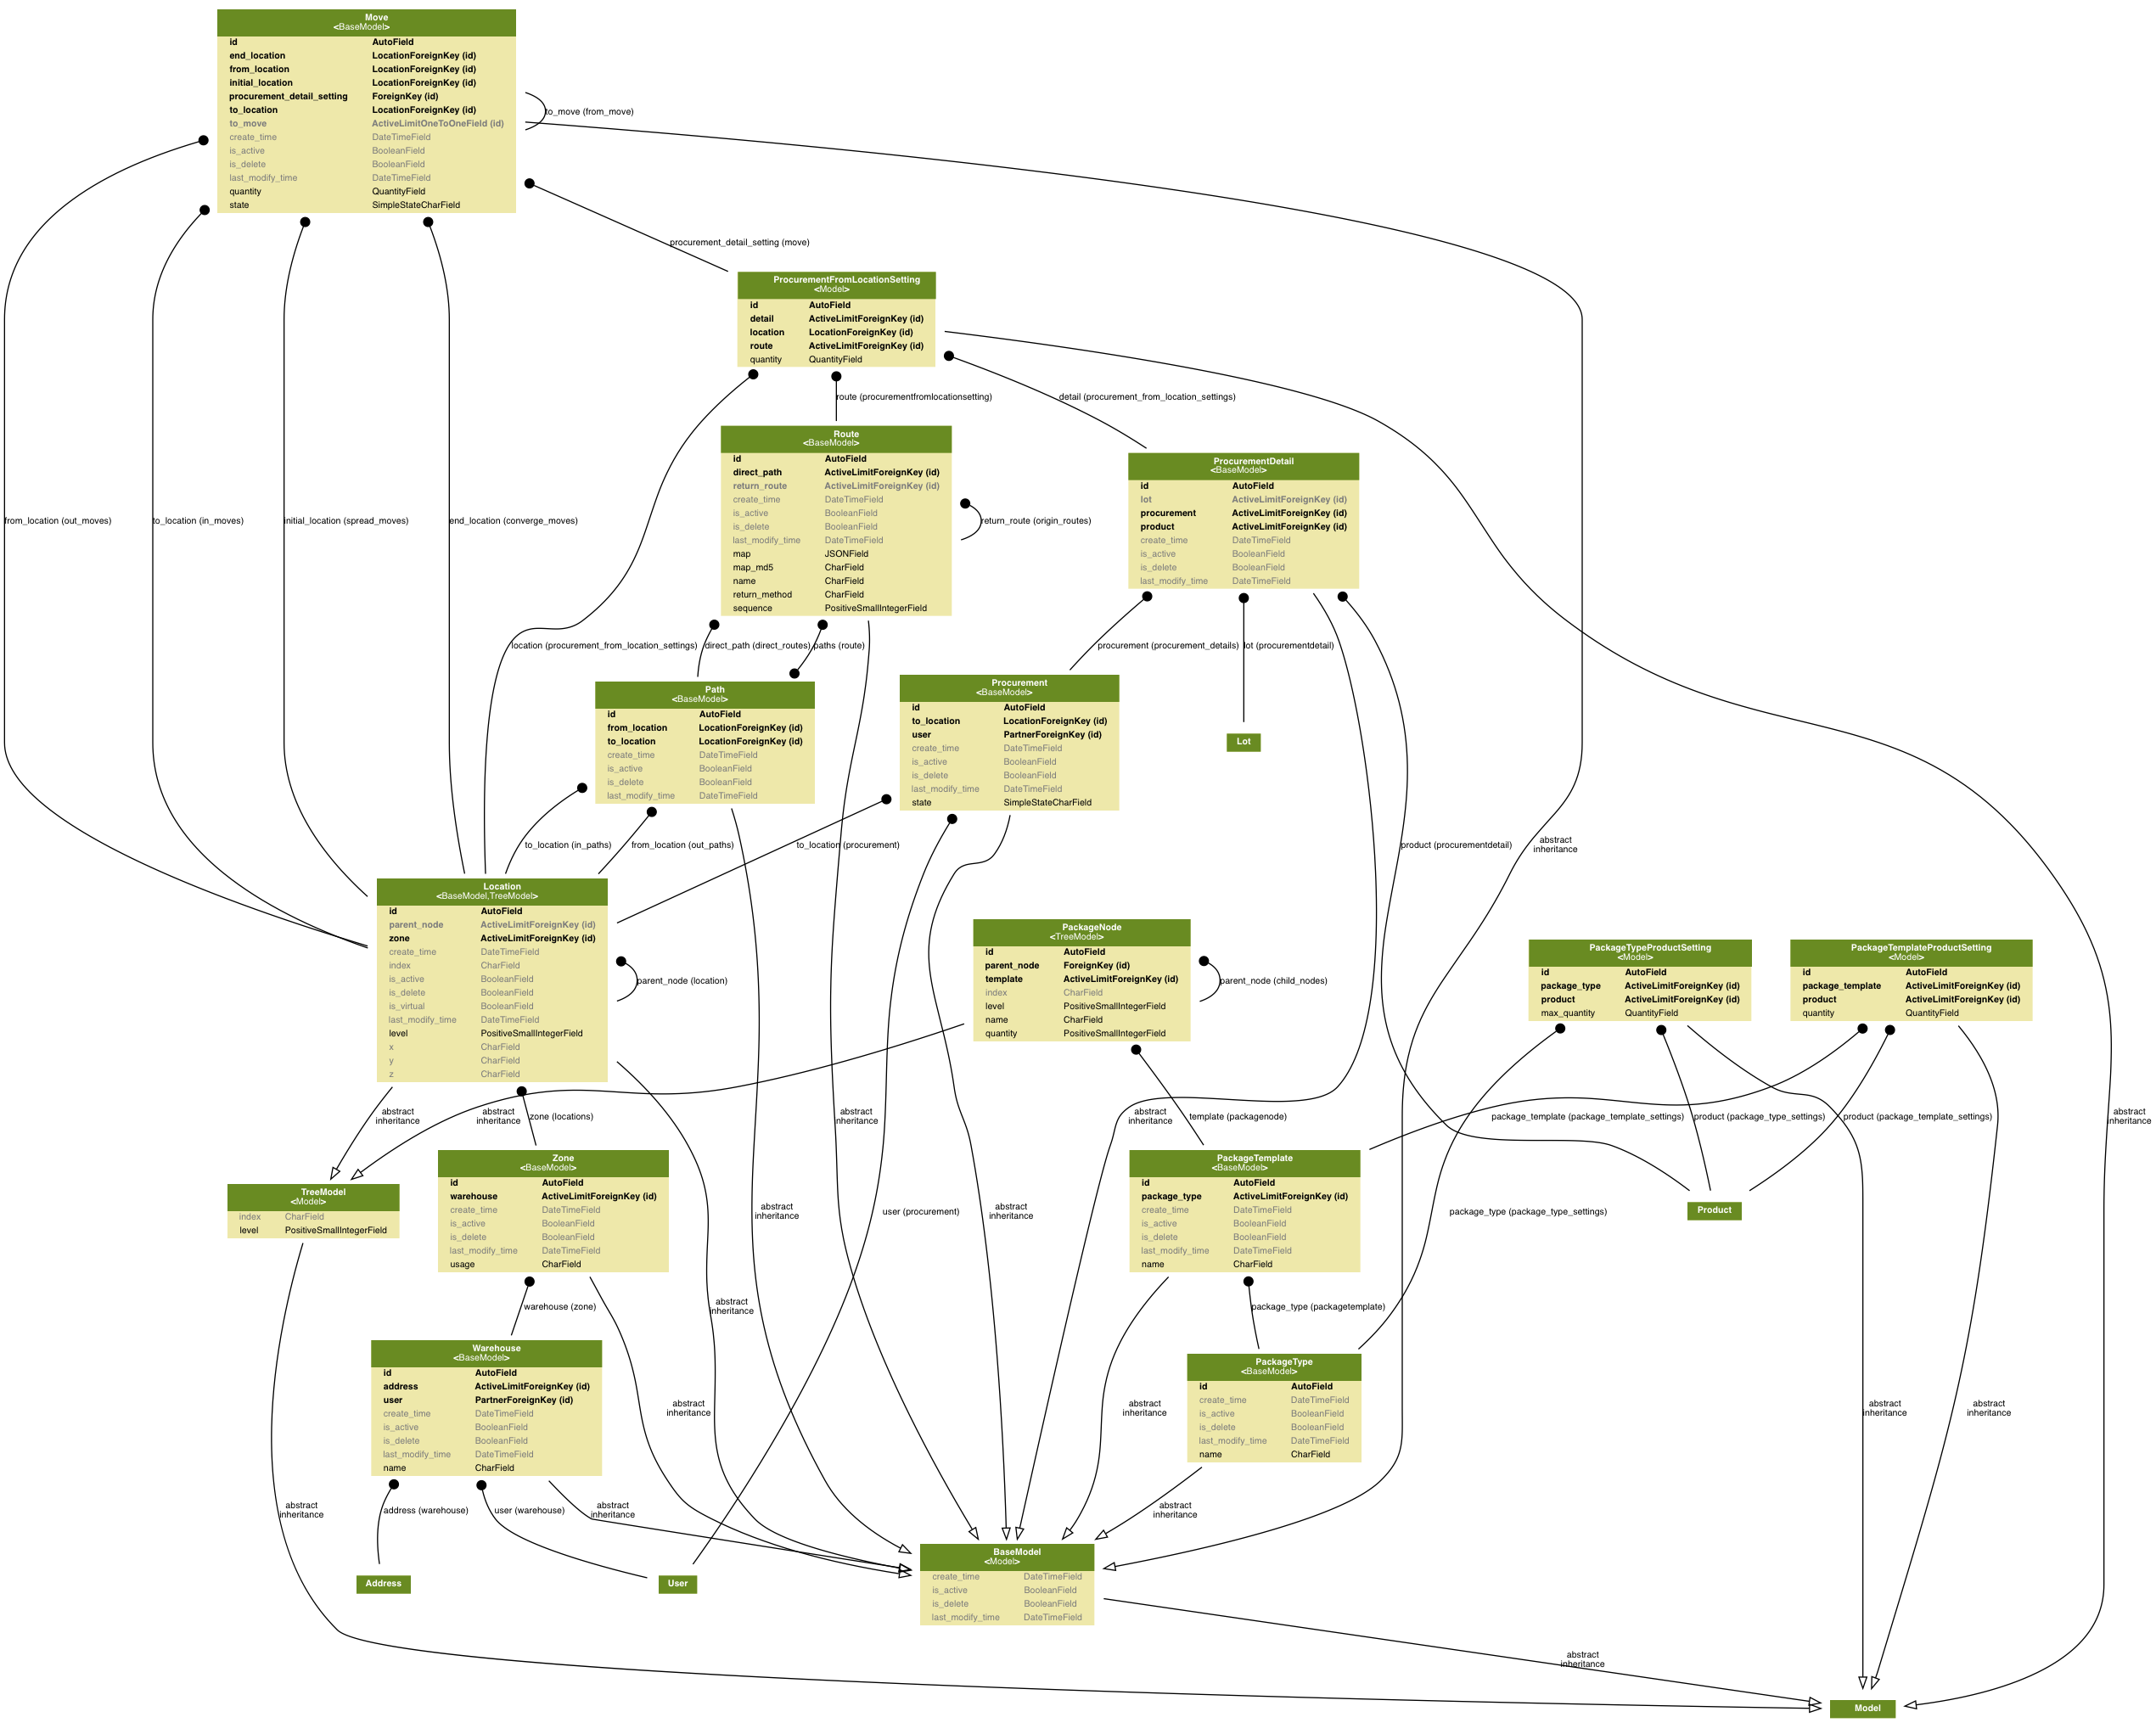 Move
<BaseModel>
id AutoField
end_location LocationForeignKey (id)
from_location LocationForeignKey (id)
initial_location LocationForeignKey (id)
procurement_detail_setting ForeignKey (id)
to_location LocationForeignKey (id)
to_move ActiveLimitOneToOneField (id)
create_time DateTimeField
is_active BooleanField
is_delete BooleanField
last_modify_time DateTimeField
quantity QuantityField
state SimpleStateCharField
to_move (from_move)
procurement_detail_setting (move)
ProcurementFromLocationSetting
<Model>
id AutoField
detail ActiveLimitForeignKey (id)
location LocationForeignKey (id)
route ActiveLimitForeignKey (id)
quantity QuantityField
route (procurementfromlocationsetting)
detail (procurement_from_location_settings)
Route
<BaseModel>
id AutoField
direct_path ActiveLimitForeignKey (id)
return_route ActiveLimitForeignKey (id)
create_time DateTimeField
is_active BooleanField
is_delete BooleanField
last_modify_time DateTimeField
map JSONField
map_md5 CharField
name CharField
return_method CharField
sequence PositiveSmallIntegerField
return_route (origin_routes)
ProcurementDetail
<BaseModel>
id AutoField
lot ActiveLimitForeignKey (id)
procurement ActiveLimitForeignKey (id)
product ActiveLimitForeignKey (id)
create_time DateTimeField
is_active BooleanField
is_delete BooleanField
last_modify_time DateTimeField
from_location (out_moves)
to_location (in_moves)
initial_location (spread_moves)
end_location (converge_moves)
location (procurement_from_location_settings)
direct_path (direct_routes)
paths (route)
procurement (procurement_details)
lot (procurementdetail)
Path
<BaseModel>
id AutoField
from_location LocationForeignKey (id)
to_location LocationForeignKey (id)
create_time DateTimeField
is_active BooleanField
is_delete BooleanField
last_modify_time DateTimeField
Procurement
<BaseModel>
id AutoField
to_location LocationForeignKey (id)
user PartnerForeignKey (id)
create_time DateTimeField
is_active BooleanField
is_delete BooleanField
last_modify_time DateTimeField
state SimpleStateCharField
Lot
to_location (in_paths)
from_location (out_paths)
to_location (procurement)
product (procurementdetail)
abstract
inheritance
Location
<BaseModel,TreeModel>
id AutoField
parent_node ActiveLimitForeignKey (id)
zone ActiveLimitForeignKey (id)
create_time DateTimeField
index CharField
is_active BooleanField
is_delete BooleanField
is_virtual BooleanField
last_modify_time DateTimeField
level PositiveSmallIntegerField
x CharField
y CharField
z CharField
parent_node (location)
PackageNode
<TreeModel>
id AutoField
parent_node ForeignKey (id)
template ActiveLimitForeignKey (id)
index CharField
level PositiveSmallIntegerField
name CharField
quantity PositiveSmallIntegerField
parent_node (child_nodes)
PackageTypeProductSetting
<Model>
id AutoField
package_type ActiveLimitForeignKey (id)
product ActiveLimitForeignKey (id)
max_quantity QuantityField
PackageTemplateProductSetting
<Model>
id AutoField
package_template ActiveLimitForeignKey (id)
product ActiveLimitForeignKey (id)
quantity QuantityField
abstract
inheritance
abstract
inheritance
zone (locations)
abstract
inheritance
abstract
inheritance
template (packagenode)
package_template (package_template_settings)
product (package_type_settings)
product (package_template_settings)
abstract
inheritance
TreeModel
<Model>
index CharField
level PositiveSmallIntegerField
Zone
<BaseModel>
id AutoField
warehouse ActiveLimitForeignKey (id)
create_time DateTimeField
is_active BooleanField
is_delete BooleanField
last_modify_time DateTimeField
usage CharField
abstract
inheritance
user (procurement)
abstract
inheritance
PackageTemplate
<BaseModel>
id AutoField
package_type ActiveLimitForeignKey (id)
create_time DateTimeField
is_active BooleanField
is_delete BooleanField
last_modify_time DateTimeField
name CharField
package_type (package_type_settings)
Product
warehouse (zone)
abstract
inheritance
package_type (packagetemplate)
Warehouse
<BaseModel>
id AutoField
address ActiveLimitForeignKey (id)
user PartnerForeignKey (id)
create_time DateTimeField
is_active BooleanField
is_delete BooleanField
last_modify_time DateTimeField
name CharField
abstract
inheritance
abstract
inheritance
PackageType
<BaseModel>
id AutoField
create_time DateTimeField
is_active BooleanField
is_delete BooleanField
last_modify_time DateTimeField
name CharField
abstract
inheritance
abstract
inheritance
abstract
inheritance
address (warehouse)
user (warehouse)
abstract
inheritance
abstract
inheritance
Address
User
BaseModel
<Model>
create_time DateTimeField
is_active BooleanField
is_delete BooleanField
last_modify_time DateTimeField
abstract
inheritance
Model